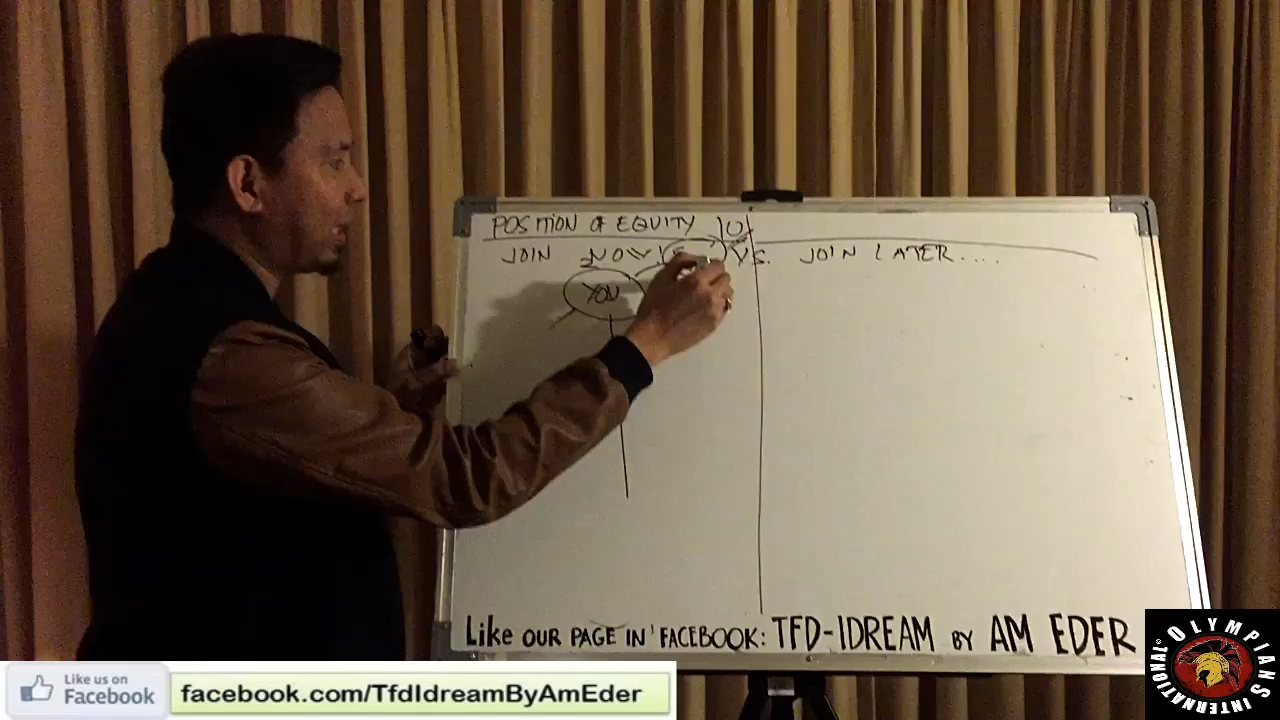 POSITION OF EQUITY
JOIN NOW! VS. JOIN LATER....
YOU
Like OUR PAGE IN FACEBOOK: TFD-IDREAM BY AM EDER
Like us on
Facebook
facebook.com/TfdIdreamByAmEder
INTERNATIONAL OLYMPIANS INTERNATIONAL